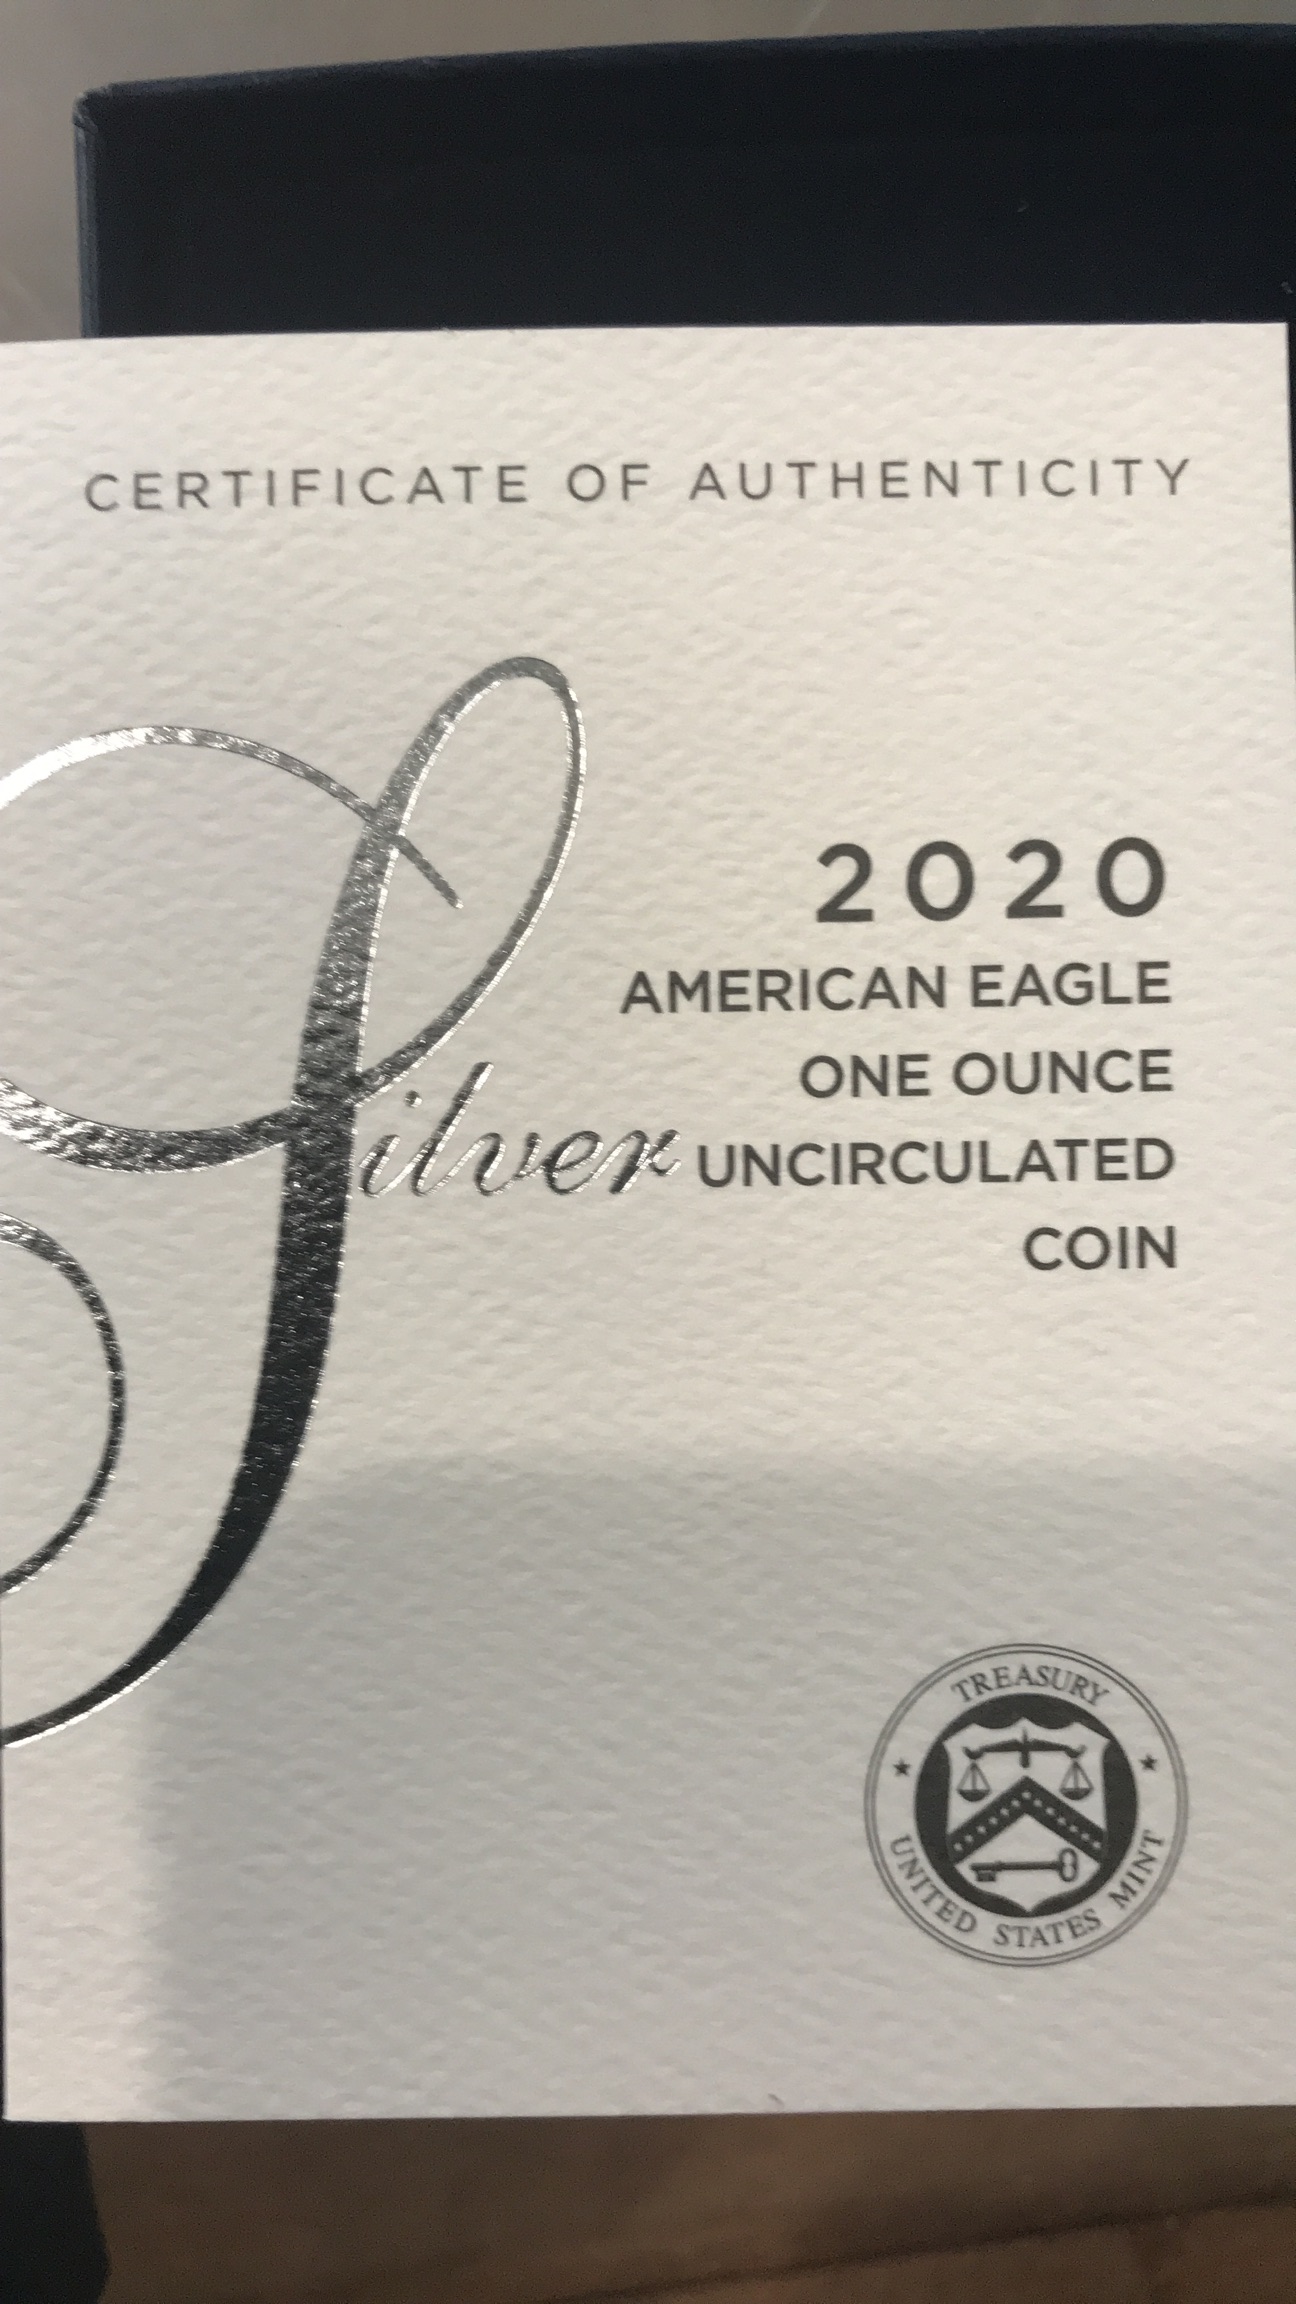 CERTIFICATE OF AUTHENTICITY
2020
AMERICAN EAGLE
ONE OUNCE
Silver UNCIRCULATED
COIN
TREASURY
UNITED STATES MINT